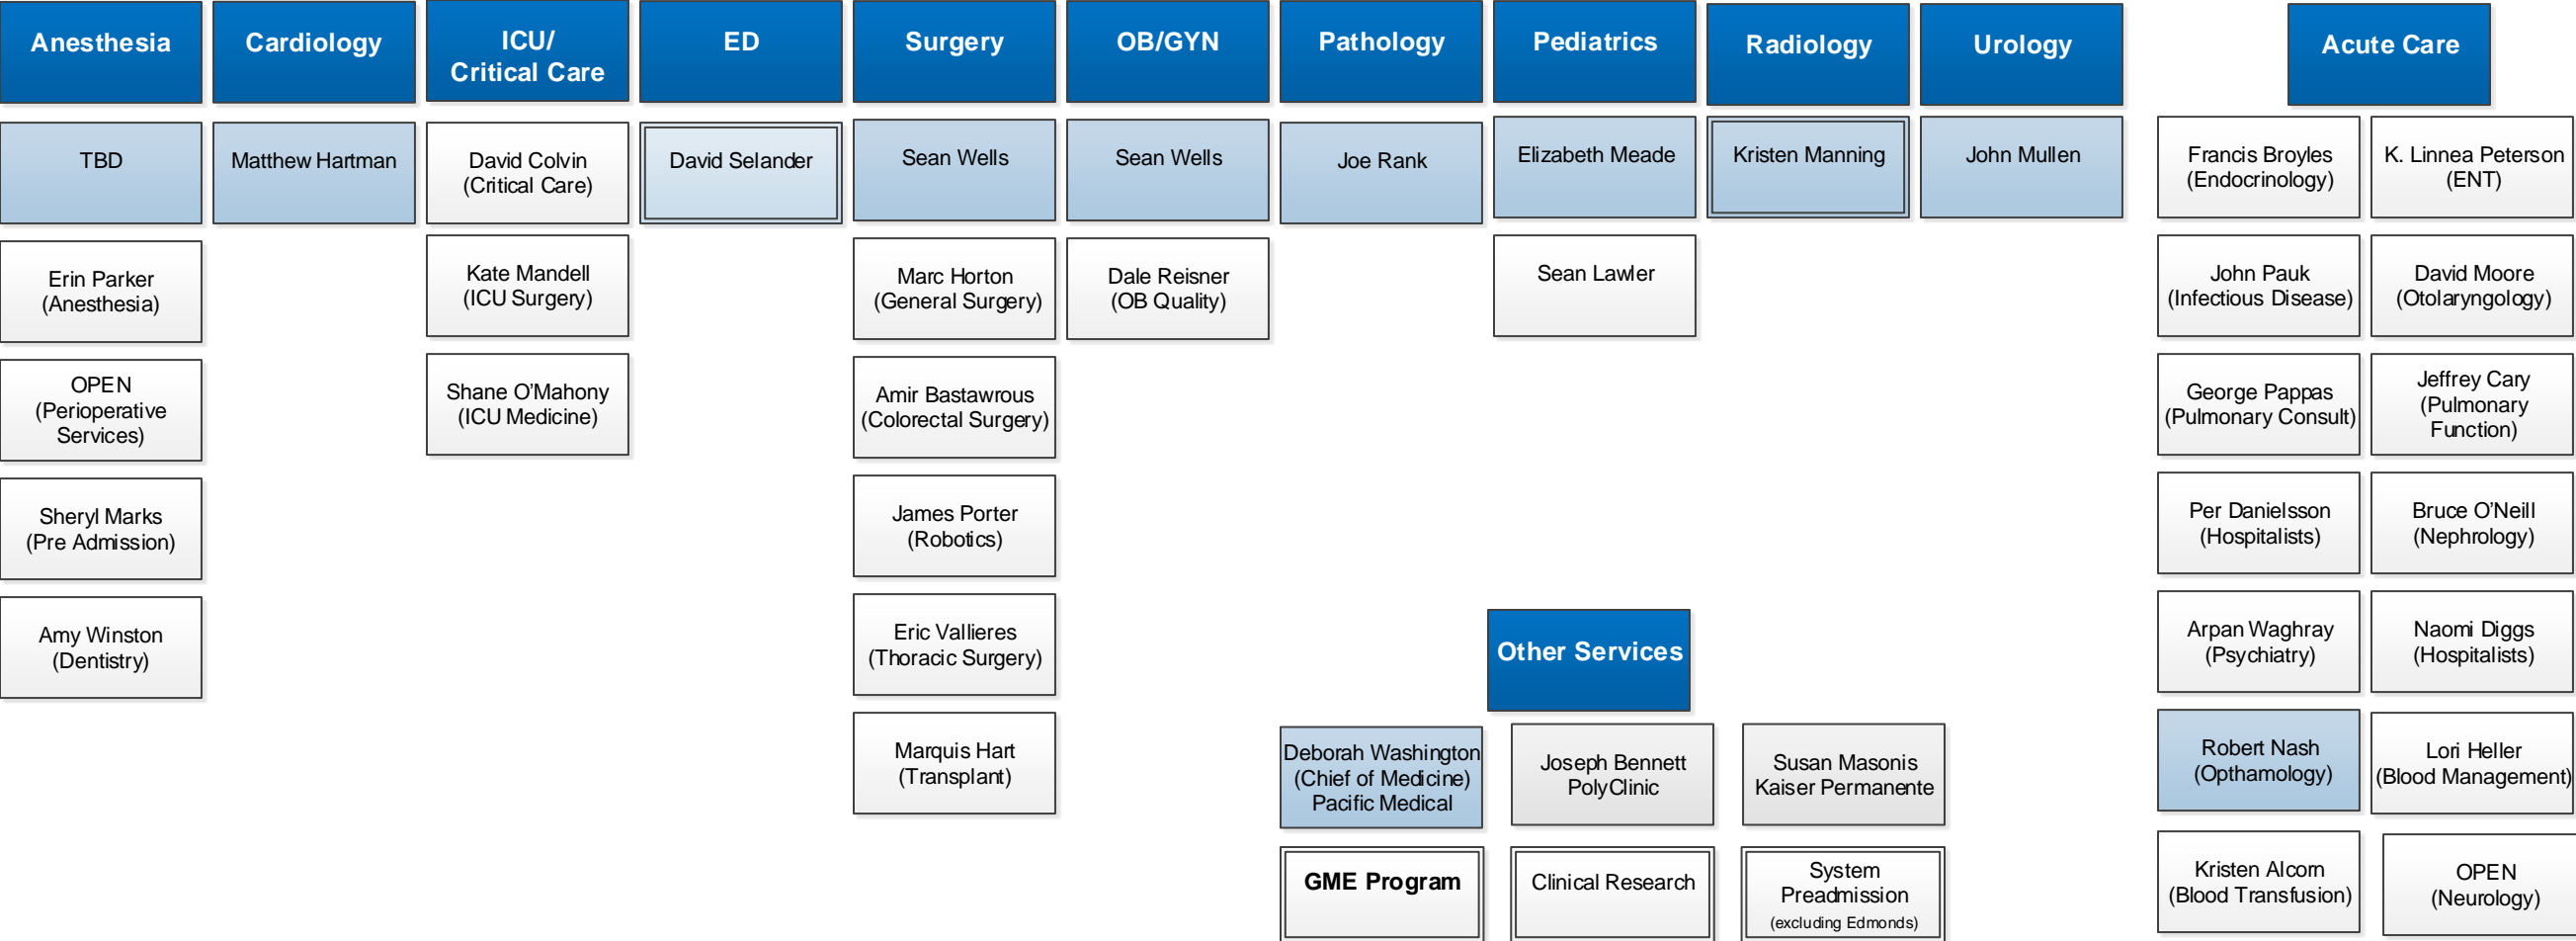 Anesthesia
Cardiology
ICU/
Critical Care
ED
Surgery
OB/GYN
Pathology
Pediatrics
Radiology
Urology
Acute Care
TBD
Erin Parker
(Anesthesia)
OPEN
(Perioperative
Services)
Sheryl Marks
(Pre Admission)
Amy Winston
(Dentistry)
Matthew Hartman
David Colvin
(Critical Care)
Kate Mandell
(ICU Surgery)
Shane O’Mahony
(ICU Medicine)
David Selander
Sean Wells
Marc Horton
(General Surgery)
Amir Bastawrous
(Colorectal Surgery)
James Porter
(Robotics)
Eric Vallieres
(Thoracic Surgery)
Marquis Hart
(Transplant)
Sean Wells
Dale Reisner
(OB Quality)
Joe Rank
Elizabeth Meade
Sean Lawler
Kristen Manning
John Mullen
Other Services
Deborah Washington
(Chief of Medicine)
Pacific Medical
Joseph Bennett
PolyClinic
Susan Masonis
Kaiser Permanente
GME Program
Clinical Research
System
Preadmission
(excluding Edmonds)
Francis Broyles
(Endocrinology)
K. Linnea Peterson
(ENT)
John Pauk
(Infectious Disease)
David Moore
(Otolaryngology)
George Pappas
(Pulmonary Consult)
Jeffrey Cary
(Pulmonary
Function)
Per Danielsson
(Hospitalists)
Bruce O’Neill
(Nephrology)
Arpan Waghray
(Psychiatry)
Naomi Diggs
(Hospitalists)
Robert Nash
(Opthamology)
Lori Heller
(Blood Management)
Kristen Alcorn
(Blood Transfusion)
OPEN
(Neurology)